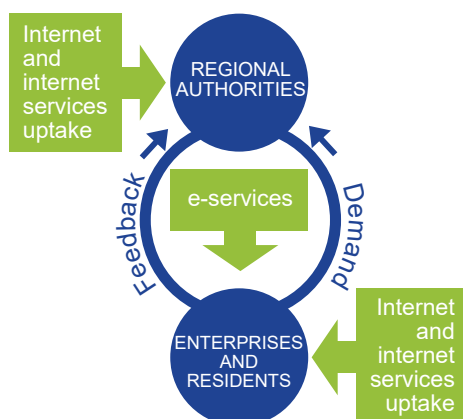 Internet
and
internet
services
uptake
REGIONAL
AUTHORITIES
Feedback
e-services
Demand
ENTERPRISES
AND
RESIDENTS
Internet
and
internet
services
uptake